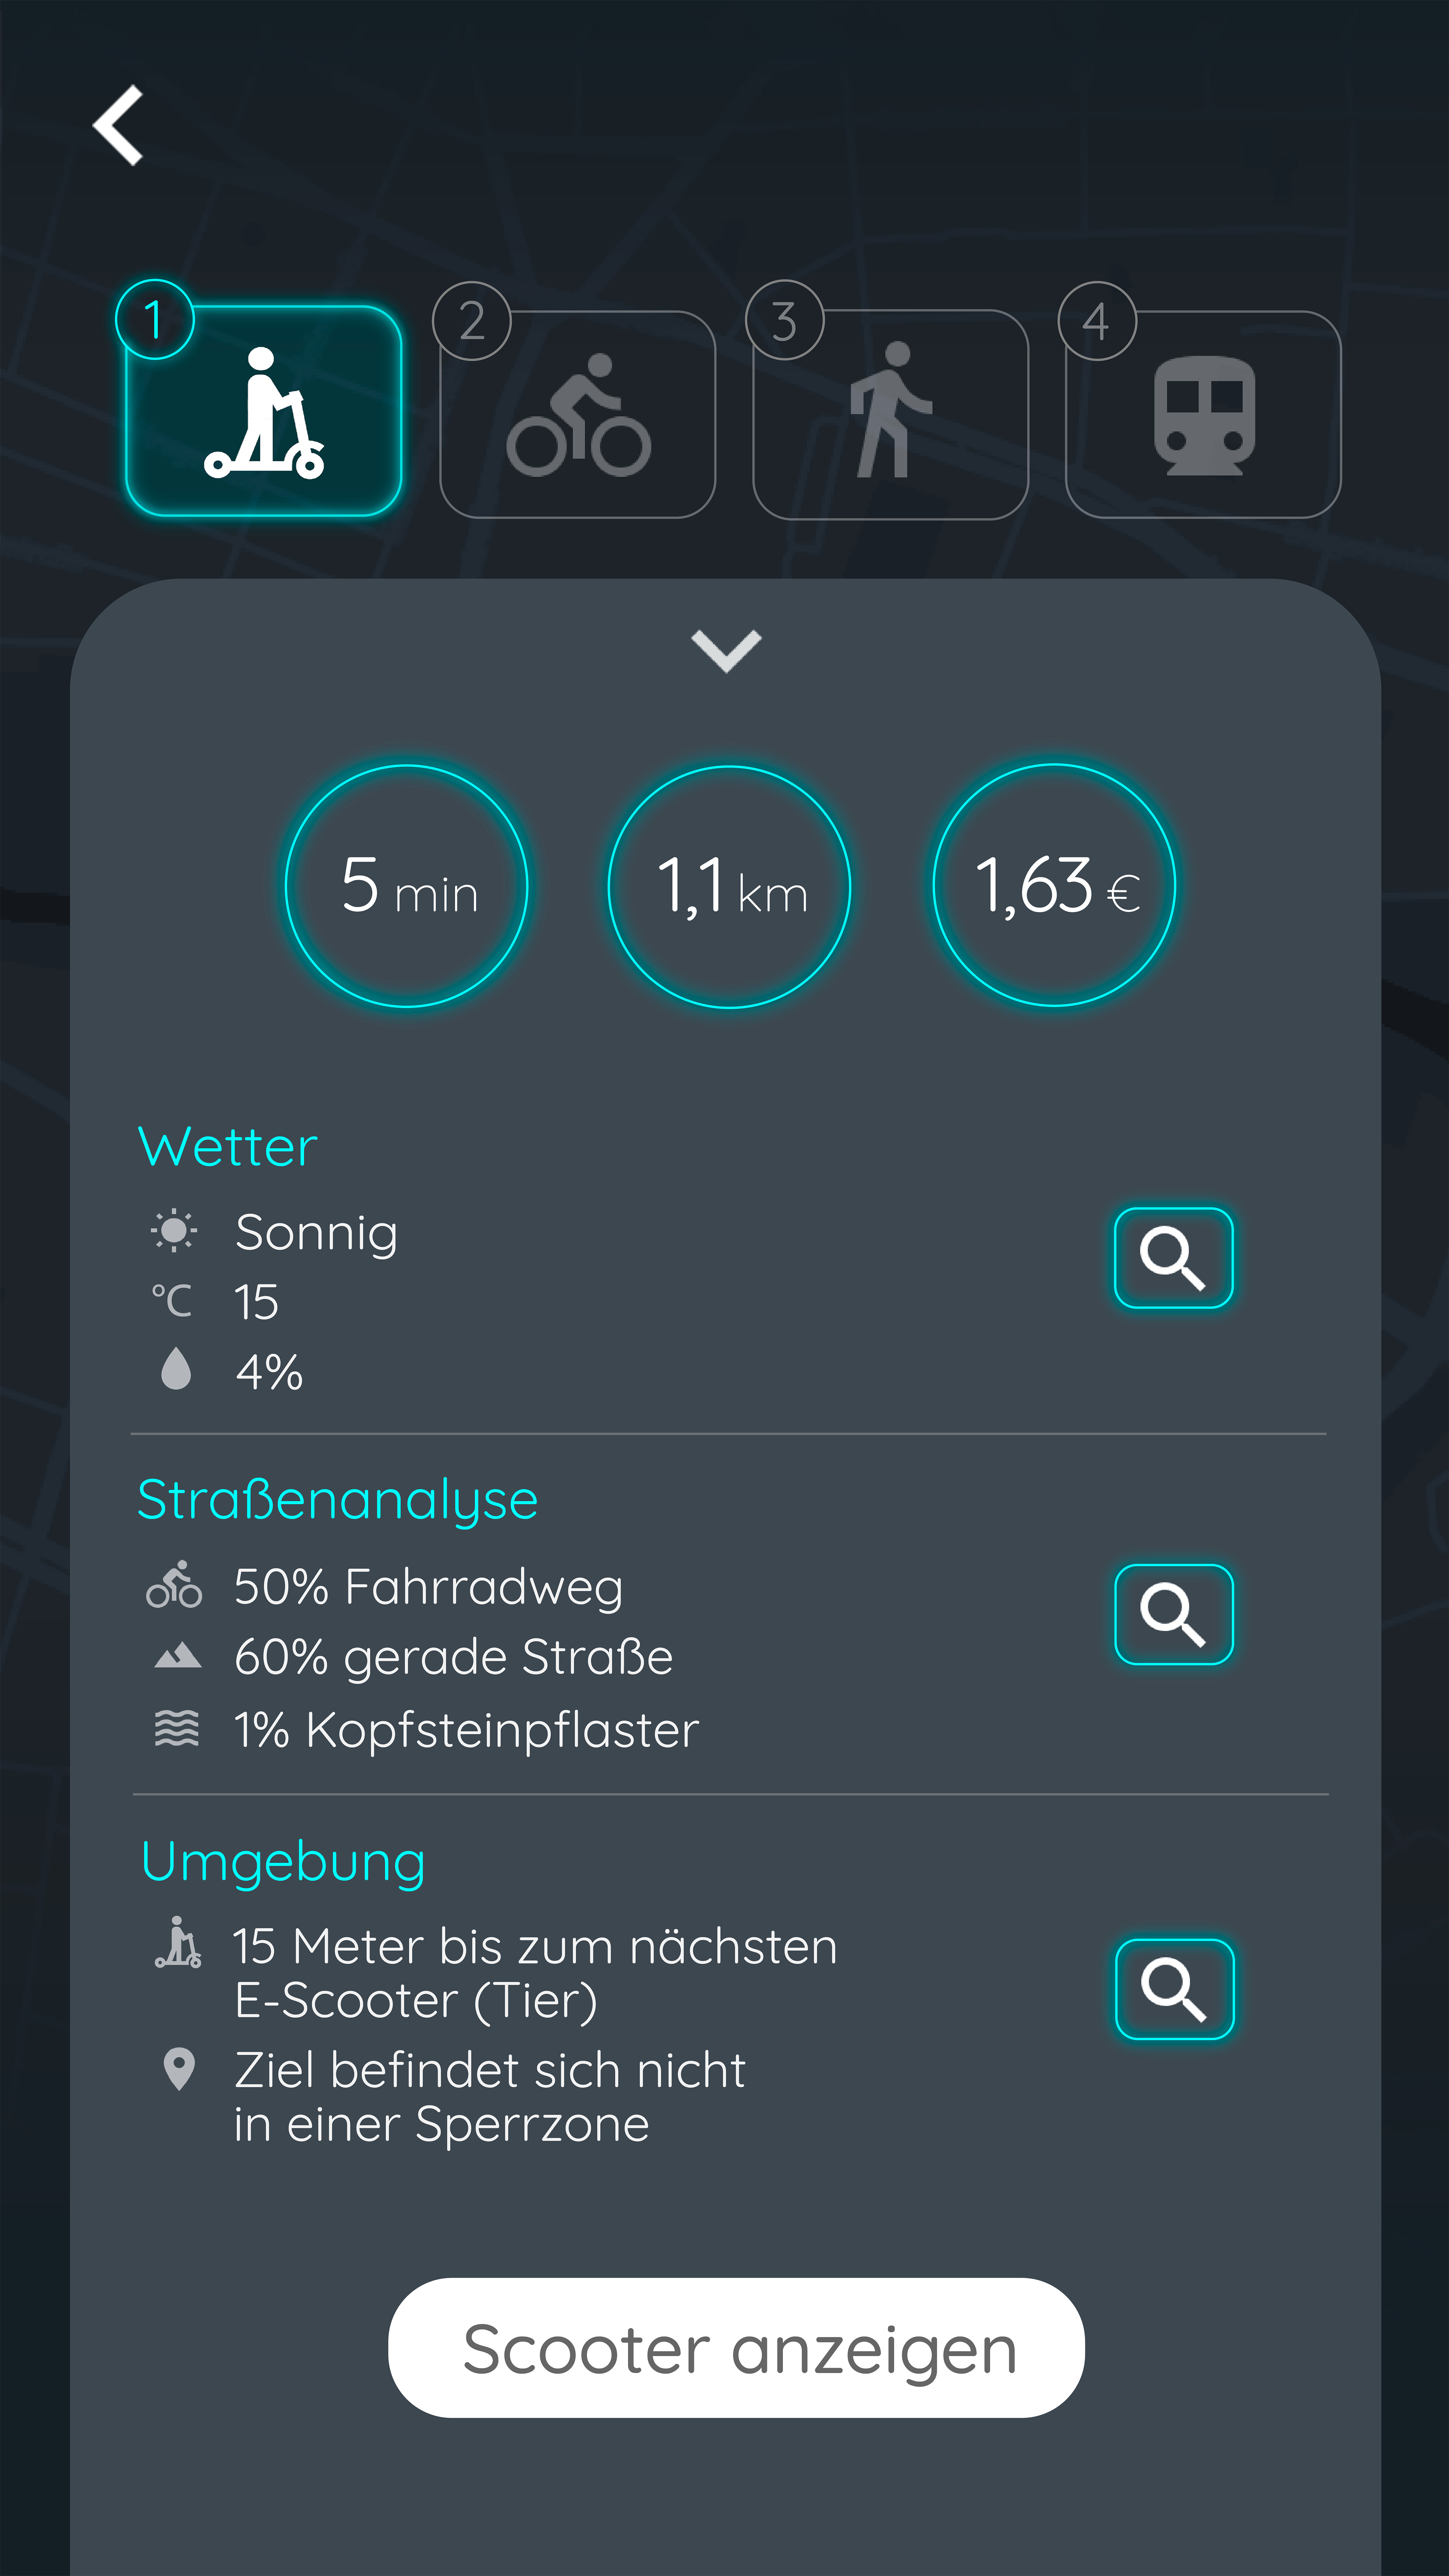 1
2
3
4
5 min
1,1 km
1,63 €
Wetter
Sonnig
°C 15
4%
Straßenanalyse
50% Fahrradweg
60% gerade Straße
1% Kopfsteinpflaster
Umgebung
15 Meter bis zum nächsten
E-Scooter (Tier)
Ziel befindet sich nicht
in einer Sperrzone
Scooter anzeigen